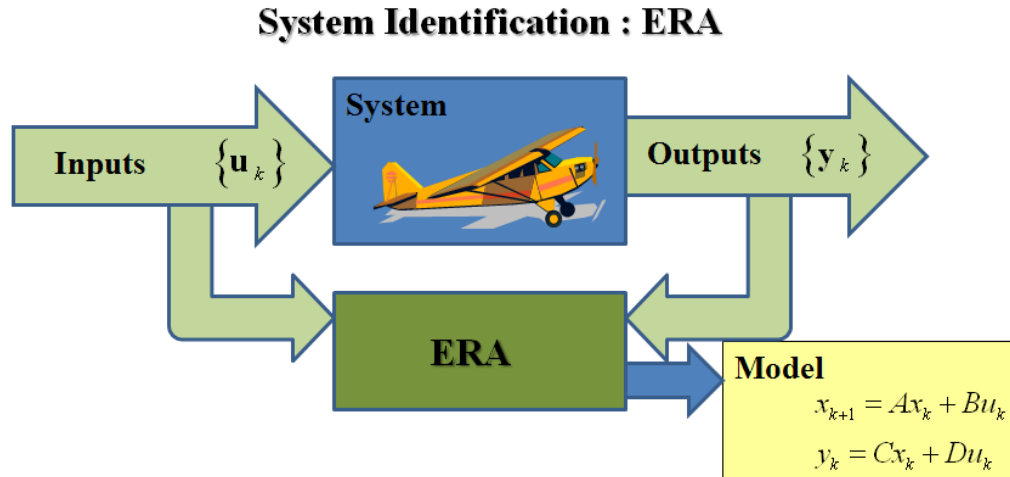 System Identification : ERA
System
Inputs {u_k}
Outputs {y_k}
ERA
Model
x_{k+1} = Ax_k + Bu_k
y_k = Cx_k + Du_k